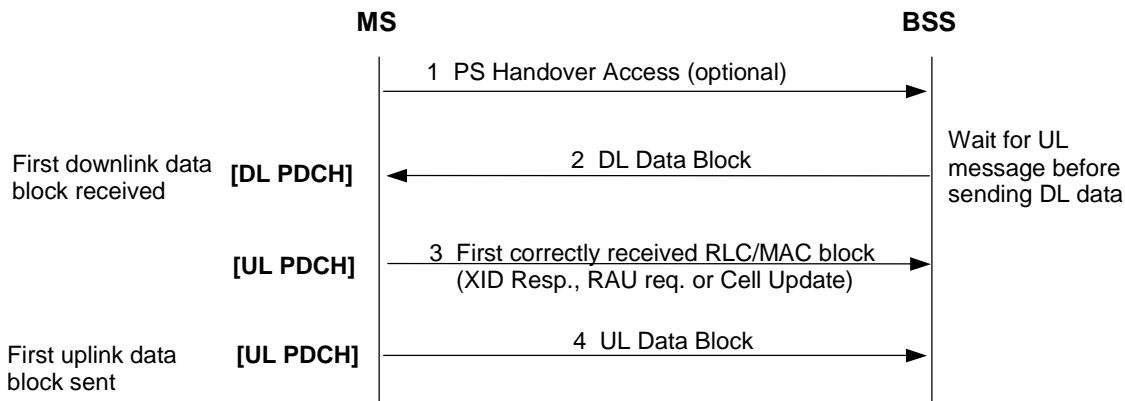 MS
BSS
1 PS Handover Access (optional)
First downlink data
block received
[DL PDCH]
2 DL Data Block
Wait for UL
message before
sending DL data
[UL PDCH]
3 First correctly received RLC/MAC block
(XID Resp., RAU req. or Cell Update)
First uplink data
block sent
[UL PDCH]
4 UL Data Block